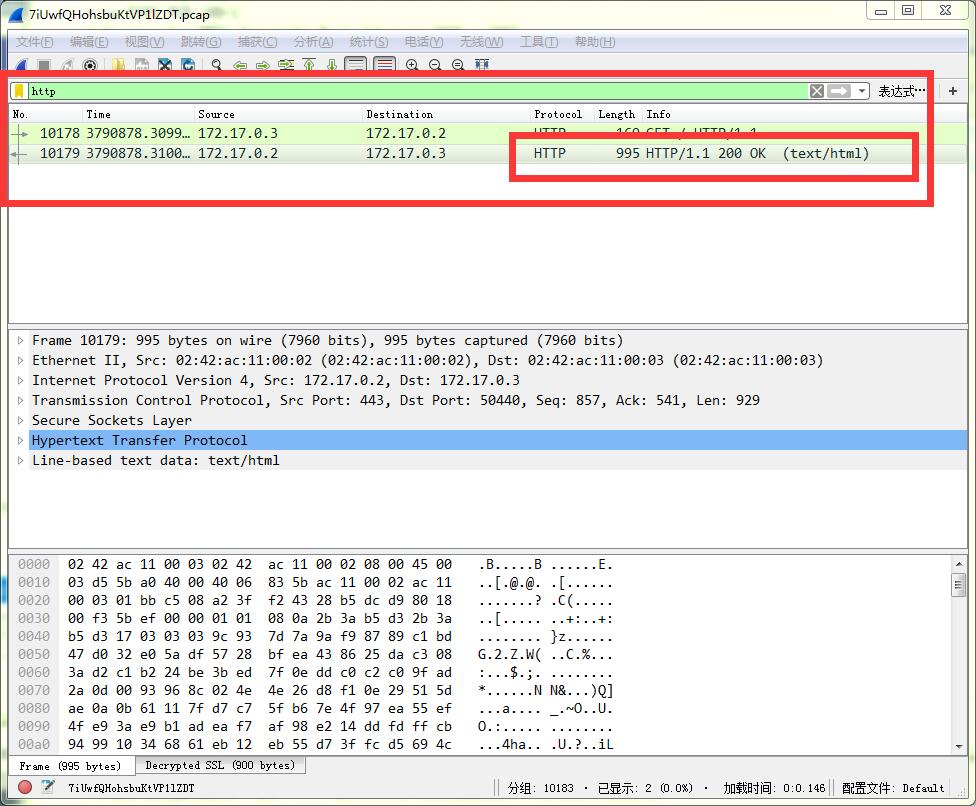 7iUwfQHohsbuKtVP1lZDT.pcap
文件(F) 编辑(E) 视图(V) 跳转(G) 捕获(C) 分析(A) 统计(S) 电话(Y) 无线(W) 工具(T) 帮助(H)
http 表达式… +
No. Time Source Destination Protocol Length Info
10178 3790878.3099… 172.17.0.3 172.17.0.2 HTTP 169 GET / HTTP/1.1
10179 3790878.3100… 172.17.0.2 172.17.0.3 HTTP 995 HTTP/1.1 200 OK (text/html)
Frame 10179: 995 bytes on wire (7960 bits), 995 bytes captured (7960 bits)
Ethernet II, Src: 02:42:ac:11:00:02 (02:42:ac:11:00:02), Dst: 02:42:ac:11:00:03 (02:42:ac:11:00:03)
Internet Protocol Version 4, Src: 172.17.0.2, Dst: 172.17.0.3
Transmission Control Protocol, Src Port: 443, Dst Port: 50440, Seq: 857, Ack: 541, Len: 929
Secure Sockets Layer
Hypertext Transfer Protocol
Line-based text data: text/html
0000 02 42 ac 11 00 03 02 42 ac 11 00 02 08 00 45 00 .B.....B ......E.
0010 03 d5 5b a0 40 00 40 06 83 5b ac 11 00 02 ac 11 ..[.@.@. .[......
0020 00 03 01 bb c5 08 a2 3f f2 43 28 b5 dc d9 80 18 .......? .C(.....
0030 00 f3 5b ef 00 00 01 01 08 0a 2b 3a b5 d3 2b 3a ..[..... ..+:..+:
0040 b5 d3 17 03 03 03 9c 93 7d 7a 9a f9 87 89 c1 bd ........ }z......
0050 47 d0 32 e0 5a df 57 28 bf ea 43 86 25 da c3 08 G.2.Z.W( ..C.%...
0060 3a d2 c1 b2 24 be 3b ed 7f 0e dd c0 c2 c0 9f ad :...$.;. ........
0070 2a 0d 00 93 96 8c 02 4e 4e 26 d8 f1 0e 29 51 5d *......N N&...)Q]
0080 ae 0a 0b 61 11 7f d7 c7 5f b6 7e 4f 97 ea 55 ef ...a.... _.~O..U.
0090 4f e9 3a e9 b1 ad ea f7 af 98 e2 14 dd fd ff cb O.:..... ........
00a0 94 99 10 34 68 61 eb 12 eb 55 d7 3f fc d5 69 4c ...4ha.. .U.?..iL
Frame (995 bytes) Decrypted SSL (900 bytes)
7iUwfQHohsbuKtVP1lZDT 分组: 10183 · 已显示: 2 (0.0%) · 加载时间: 0:0.146 配置文件: Default